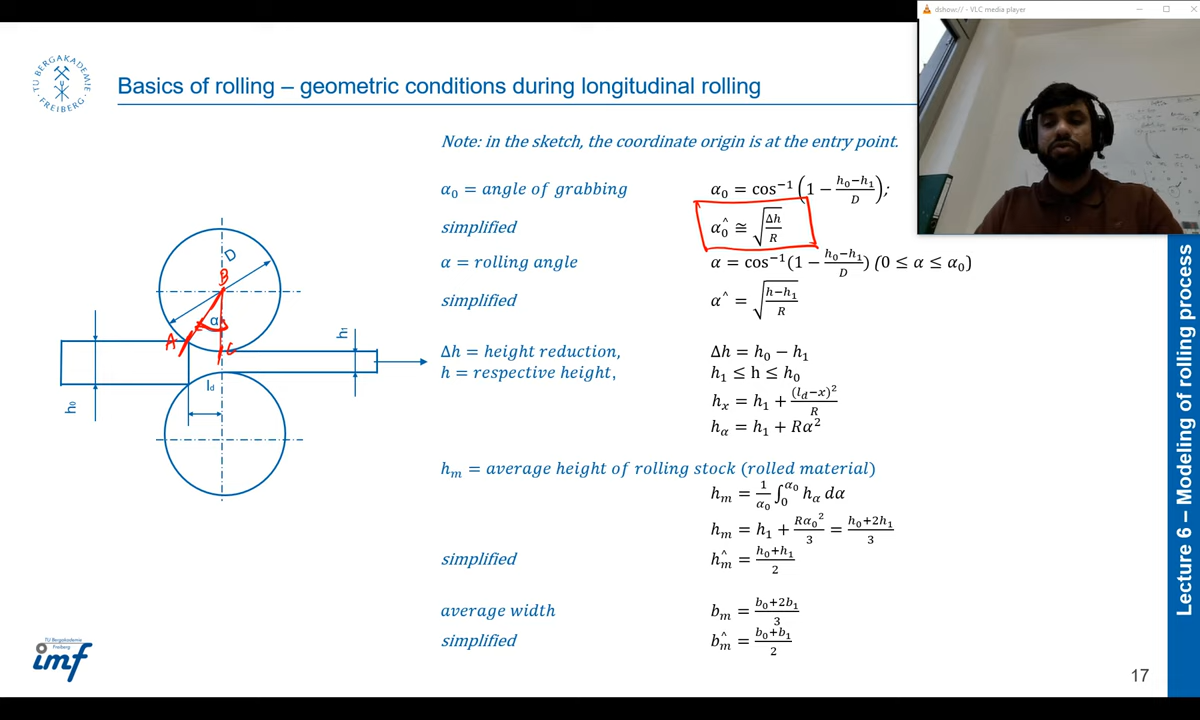 dshow:// - VLC media player
TU BERGAKADEMIE
FREIBERG
Basics of rolling – geometric conditions during longitudinal rolling
Note: in the sketch, the coordinate origin is at the entry point.
α₀ = angle of grabbing α₀ = cos⁻¹ (1 − (h₀−h₁)/D);
simplified α₀^ ≅ √(Δh/R)
α = rolling angle α = cos⁻¹(1 − (h₀−h₁)/D) (0 ≤ α ≤ α₀)
simplified α^ = √((h−h₁)/R)
Δh = height reduction, Δh = h₀ − h₁
h = respective height, h₁ ≤ h ≤ h₀
hₓ = h₁ + (l_d−x)²/R
h_α = h₁ + Rα²
h_m = average height of rolling stock (rolled material)
h_m = 1/α₀ ∫₀^α₀ h_α dα
h_m = h₁ + Rα₀²/3 = (h₀+2h₁)/3
simplified h_m^ = (h₀+h₁)/2
average width b_m = (b₀+2b₁)/3
simplified b_m^ = (b₀+b₁)/2
D
B
α
A
C
h₁
l_d
h₀
TU Bergakademie
Freiberg
imf
17
Lecture 6 – Modeling of rolling process